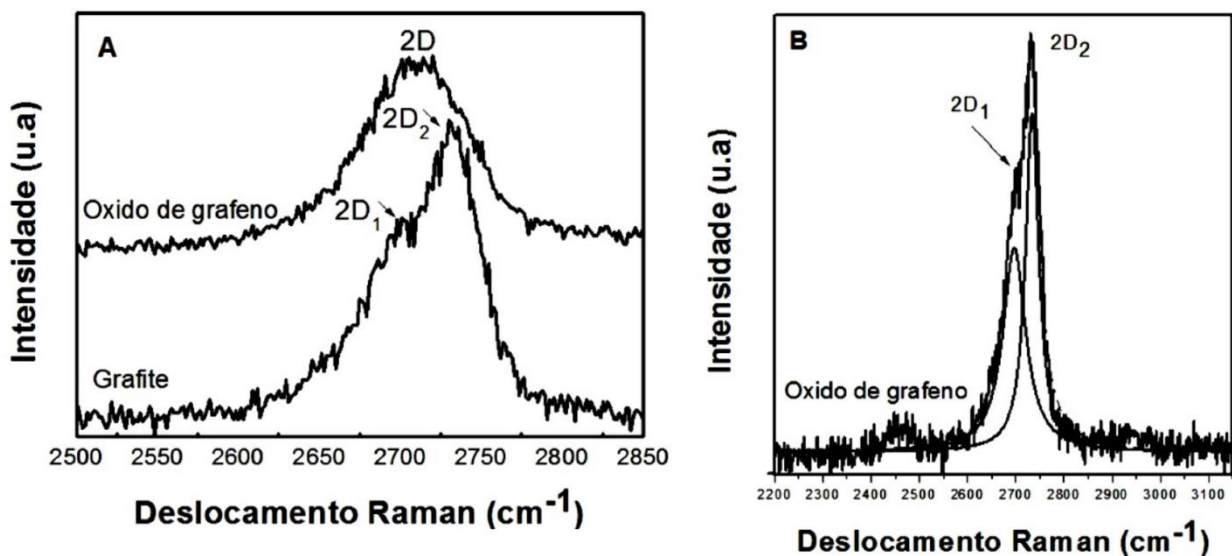 A
2D
2D₂
2D₁
Oxido de grafeno
Grafite
Intensidade (u.a)
2500 2550 2600 2650 2700 2750 2800 2850
Deslocamento Raman (cm⁻¹)
B
2D₂
2D₁
Oxido de grafeno
Intensidade (u.a)
2200 2300 2400 2500 2600 2700 2800 2900 3000 3100
Deslocamento Raman (cm⁻¹)